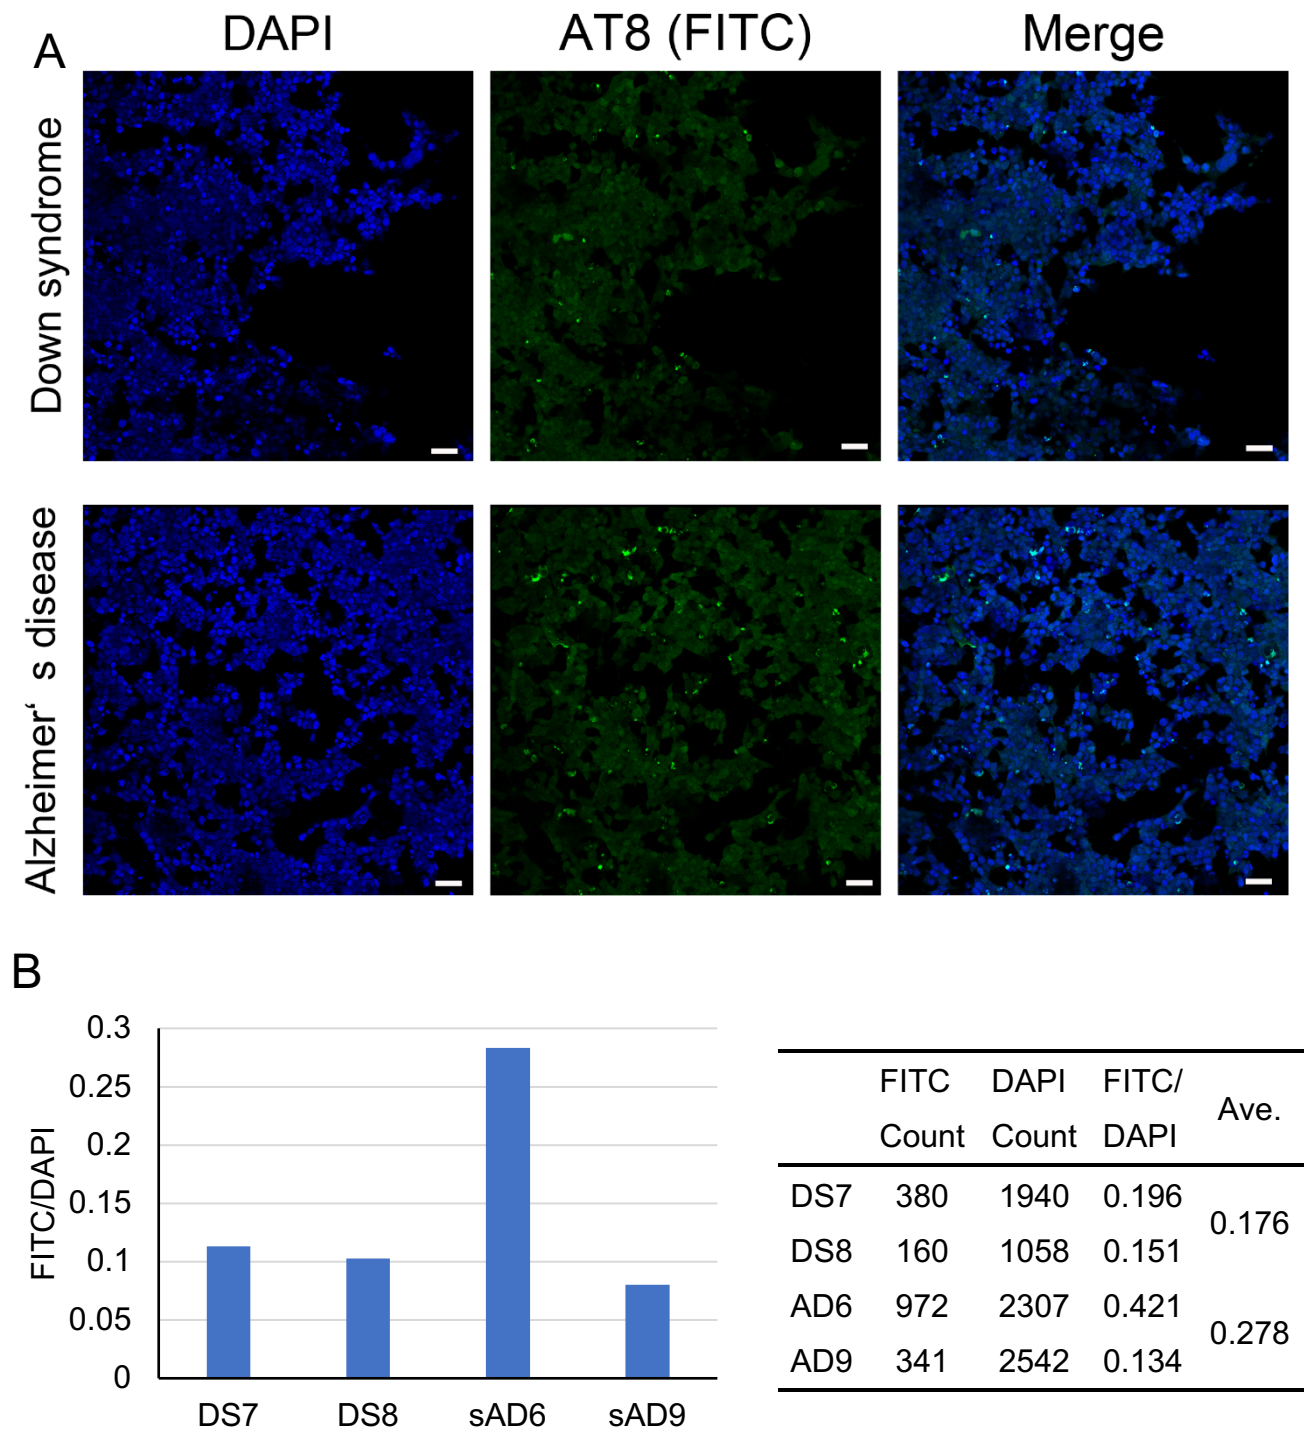 A
DAPI
AT8 (FITC)
Merge
Down syndrome
Alzheimer‘ s disease
B
FITC/DAPI
0.3
0.25
0.2
0.15
0.1
0.05
0
DS7 DS8 sAD6 sAD9
FITC Count DAPI Count FITC/ DAPI Ave.
DS7 380 1940 0.196 0.176
DS8 160 1058 0.151
AD6 972 2307 0.421 0.278
AD9 341 2542 0.134